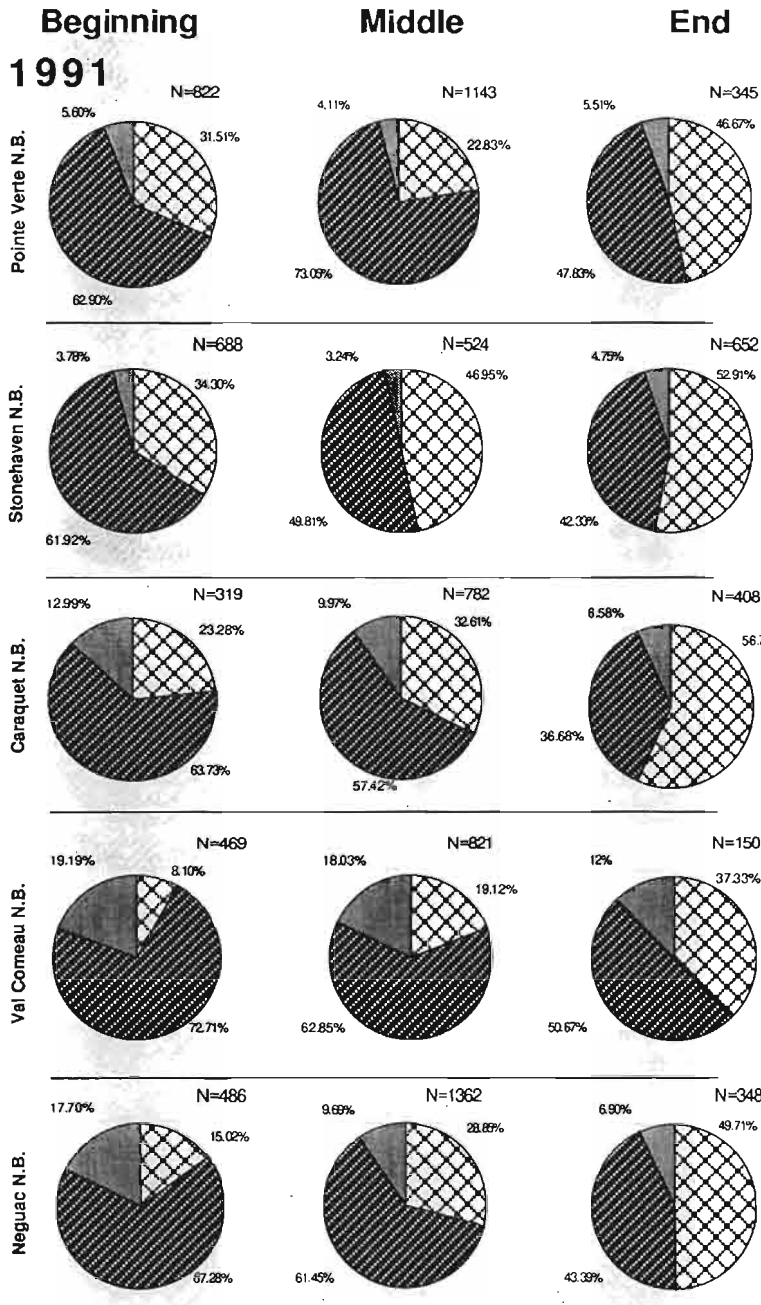 Beginning Middle End
1991
Pointe Verte N.B.
N=822 N=1143 N=345
5.60% 31.51% 4.11% 22.83% 5.51% 46.67%
62.90% 73.05% 47.83%
Stonehaven N.B.
N=688 N=524 N=652
3.78% 34.30% 3.24% 46.95% 4.75% 52.91%
61.92% 49.81% 42.33%
Caraquet N.B.
N=319 N=782 N=408
12.99% 23.28% 9.97% 32.61% 6.58% 56.7
63.73% 57.42% 36.68%
Val Comeau N.B.
N=469 N=821 N=150
19.19% 8.10% 18.03% 19.12% 12% 37.33%
72.71% 62.85% 50.67%
Neguac N.B.
N=486 N=1362 N=348
17.70% 15.02% 9.69% 28.85% 6.90% 49.71%
67.28% 61.45% 43.39%